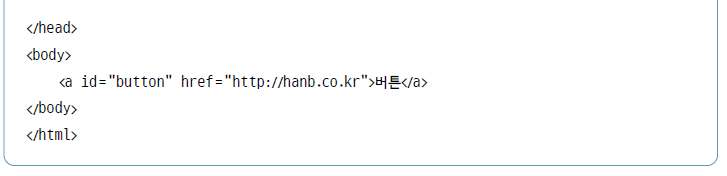 </head>
<body>
    <a id="button" href="http://hanb.co.kr">버튼</a>
</body>
</html>